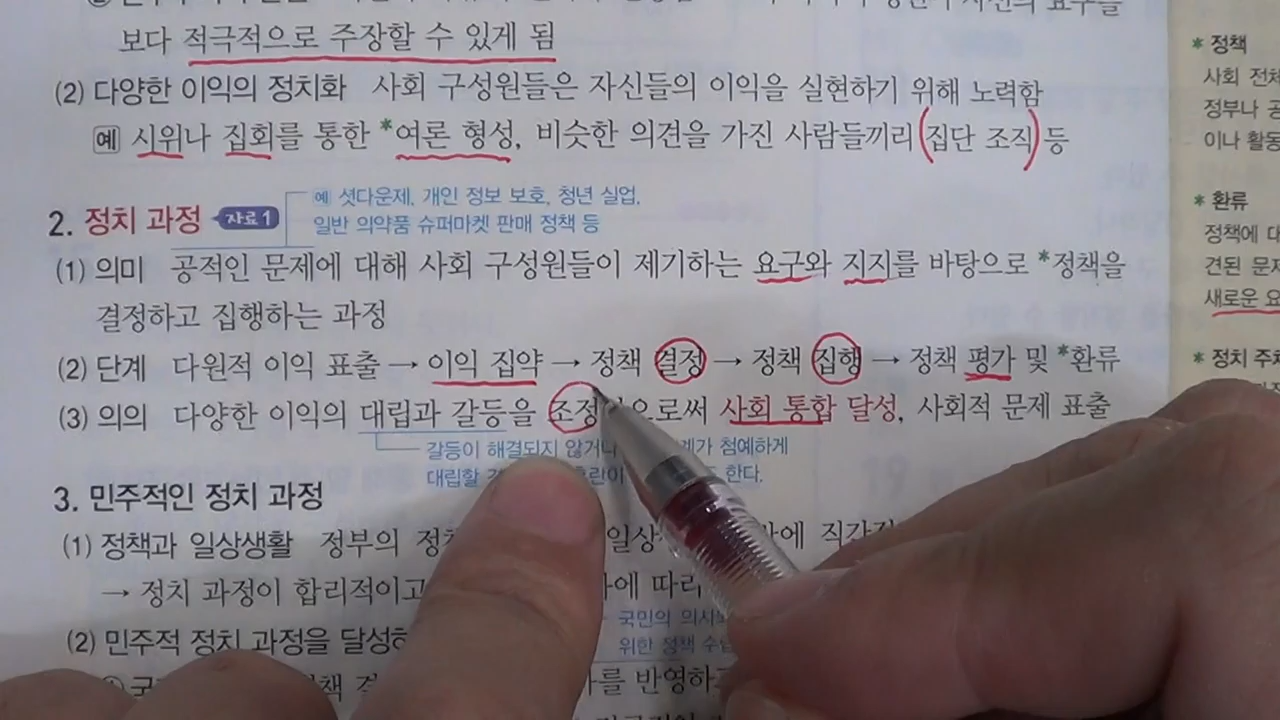 보다 적극적으로 주장할 수 있게 됨
(2) 다양한 이익의 정치화 사회 구성원들은 자신들의 이익을 실현하기 위해 노력함
예 시위나 집회를 통한 *여론 형성, 비슷한 의견을 가진 사람들끼리 집단 조직 등
예 셧다운제, 개인 정보 보호, 청년 실업,
2. 정치 과정 자료1 일반 의약품 슈퍼마켓 판매 정책 등
(1) 의미 공적인 문제에 대해 사회 구성원들이 제기하는 요구와 지지를 바탕으로 *정책을
결정하고 집행하는 과정
(2) 단계 다원적 이익 표출 → 이익 집약 → 정책 결정 → 정책 집행 → 정책 평가 및 *환류
(3) 의의 다양한 이익의 대립과 갈등을 조정 으로써 사회 통합 달성, 사회적 문제 표출
갈등이 해결되지 않거나 첨예하게
대립할 한다.
3. 민주적인 정치 과정
(1) 정책과 일상생활 정부의
→ 정치 과정이 합리적이고 따라
국민의
(2) 민주적 정치 과정을 위한 정책
반영하고
* 정책
사회 전체
정부나
이나 활동
* 환류
정책에
견된 문제
새로운
* 정치